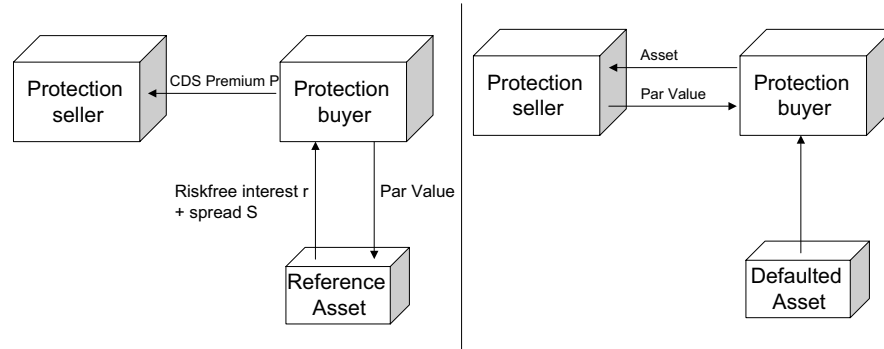 Protection
seller
CDS Premium P
Protection
buyer
Riskfree interest r
+ spread S
Par Value
Reference
Asset
Protection
seller
Asset
Par Value
Protection
buyer
Defaulted
Asset